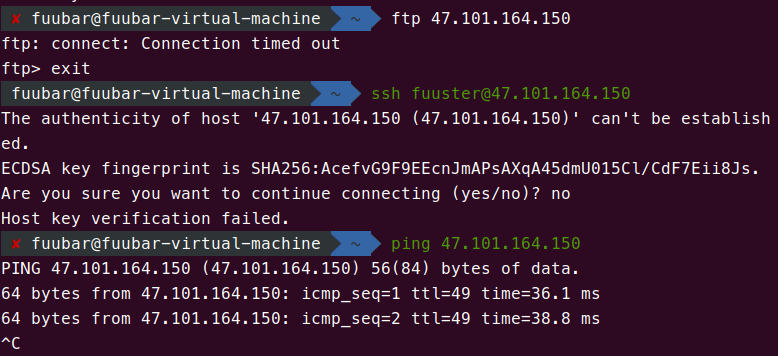 ✘ fuubar@fuubar-virtual-machine ~ ftp 47.101.164.150
ftp: connect: Connection timed out
ftp> exit
fuubar@fuubar-virtual-machine ~ ssh fuuster@47.101.164.150
The authenticity of host '47.101.164.150 (47.101.164.150)' can't be establish
ed.
ECDSA key fingerprint is SHA256:AcefvG9F9EEcnJmAPsAXqA45dmU015Cl/CdF7Eii8Js.
Are you sure you want to continue connecting (yes/no)? no
Host key verification failed.
✘ fuubar@fuubar-virtual-machine ~ ping 47.101.164.150
PING 47.101.164.150 (47.101.164.150) 56(84) bytes of data.
64 bytes from 47.101.164.150: icmp_seq=1 ttl=49 time=36.1 ms
64 bytes from 47.101.164.150: icmp_seq=2 ttl=49 time=38.8 ms
^C